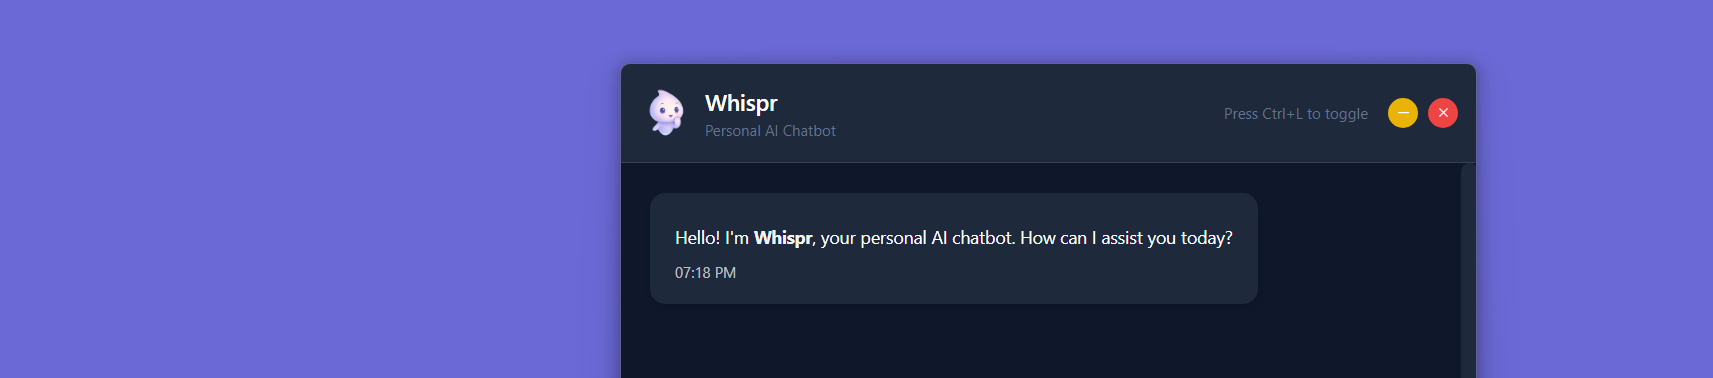 Whispr
Personal AI Chatbot
Press Ctrl+L to toggle
Hello! I'm Whispr, your personal AI chatbot. How can I assist you today?
07:18 PM